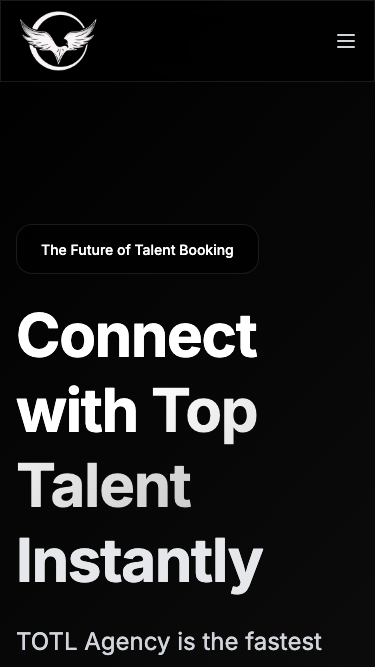 The Future of Talent Booking
Connect
with Top
Talent
Instantly
TOTL Agency is the fastest